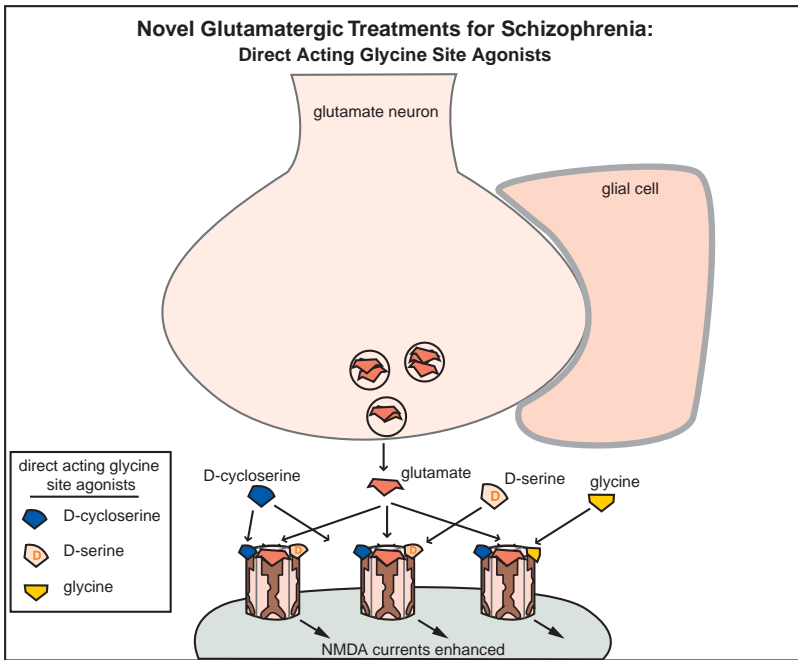 Novel Glutamatergic Treatments for Schizophrenia:
Direct Acting Glycine Site Agonists
glutamate neuron
glial cell
direct acting glycine
site agonists
D-cycloserine
D
D-serine
glycine
D-cycloserine
glutamate
D-serine
D
glycine
D
D
NMDA currents enhanced